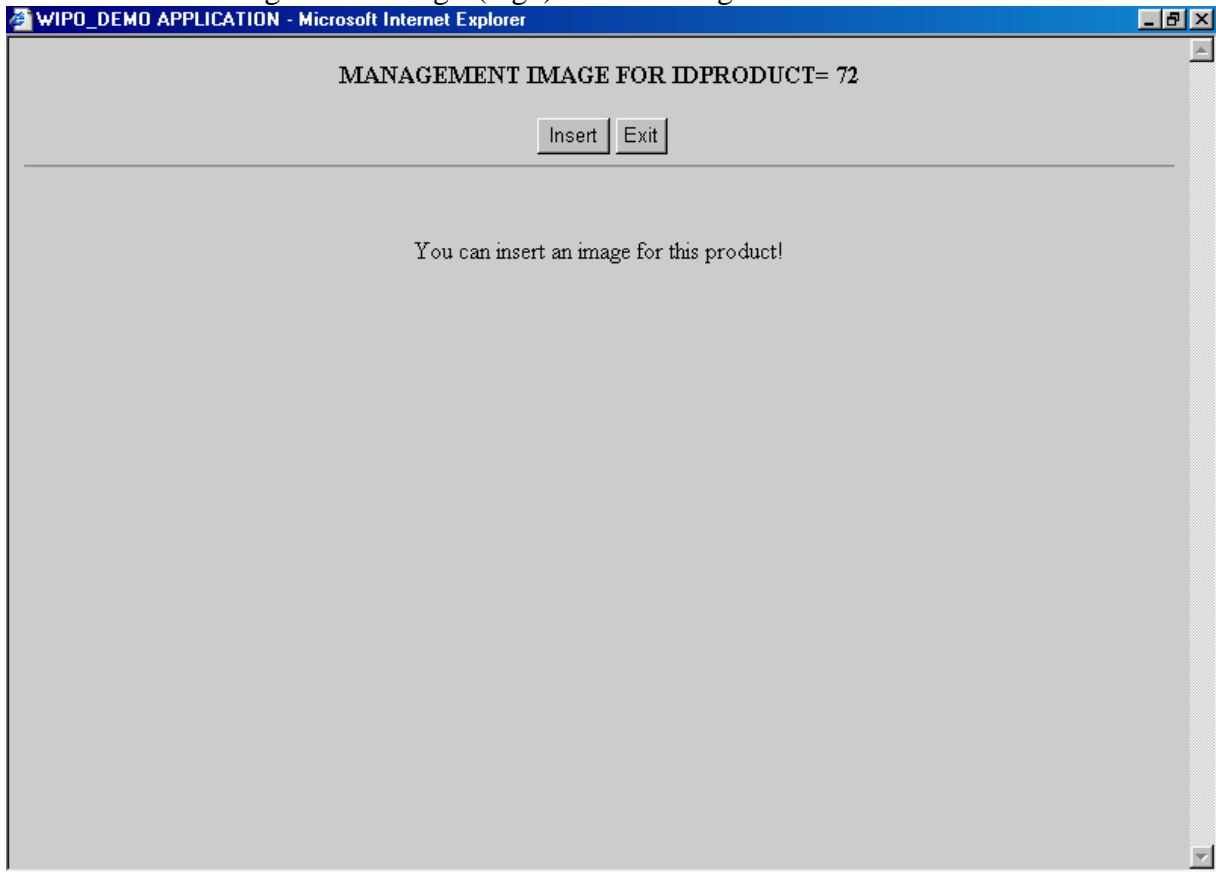 WIPO_DEMO APPLICATION - Microsoft Internet Explorer
MANAGEMENT IMAGE FOR IDPRODUCT= 72
Insert Exit
You can insert an image for this product!